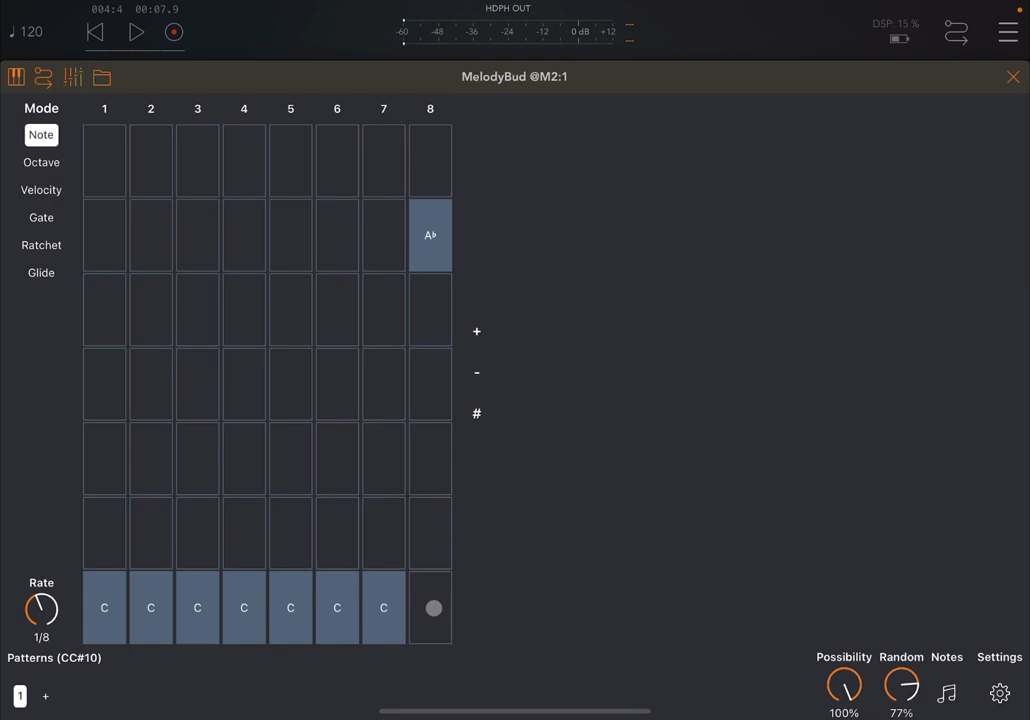 004:4 00:07.9
HDPH OUT
♩ 120
-60 -48 -36 -24 -12 0 dB +12
DSP: 15 %
MelodyBud @M2:1
Mode 1 2 3 4 5 6 7 8
Note
Octave
Velocity
Gate
Ratchet
Glide
A♭
+
-
#
Rate
1/8
C C C C C C C
Patterns (CC#10)
1 +
Possibility Random Notes Settings
100% 77%